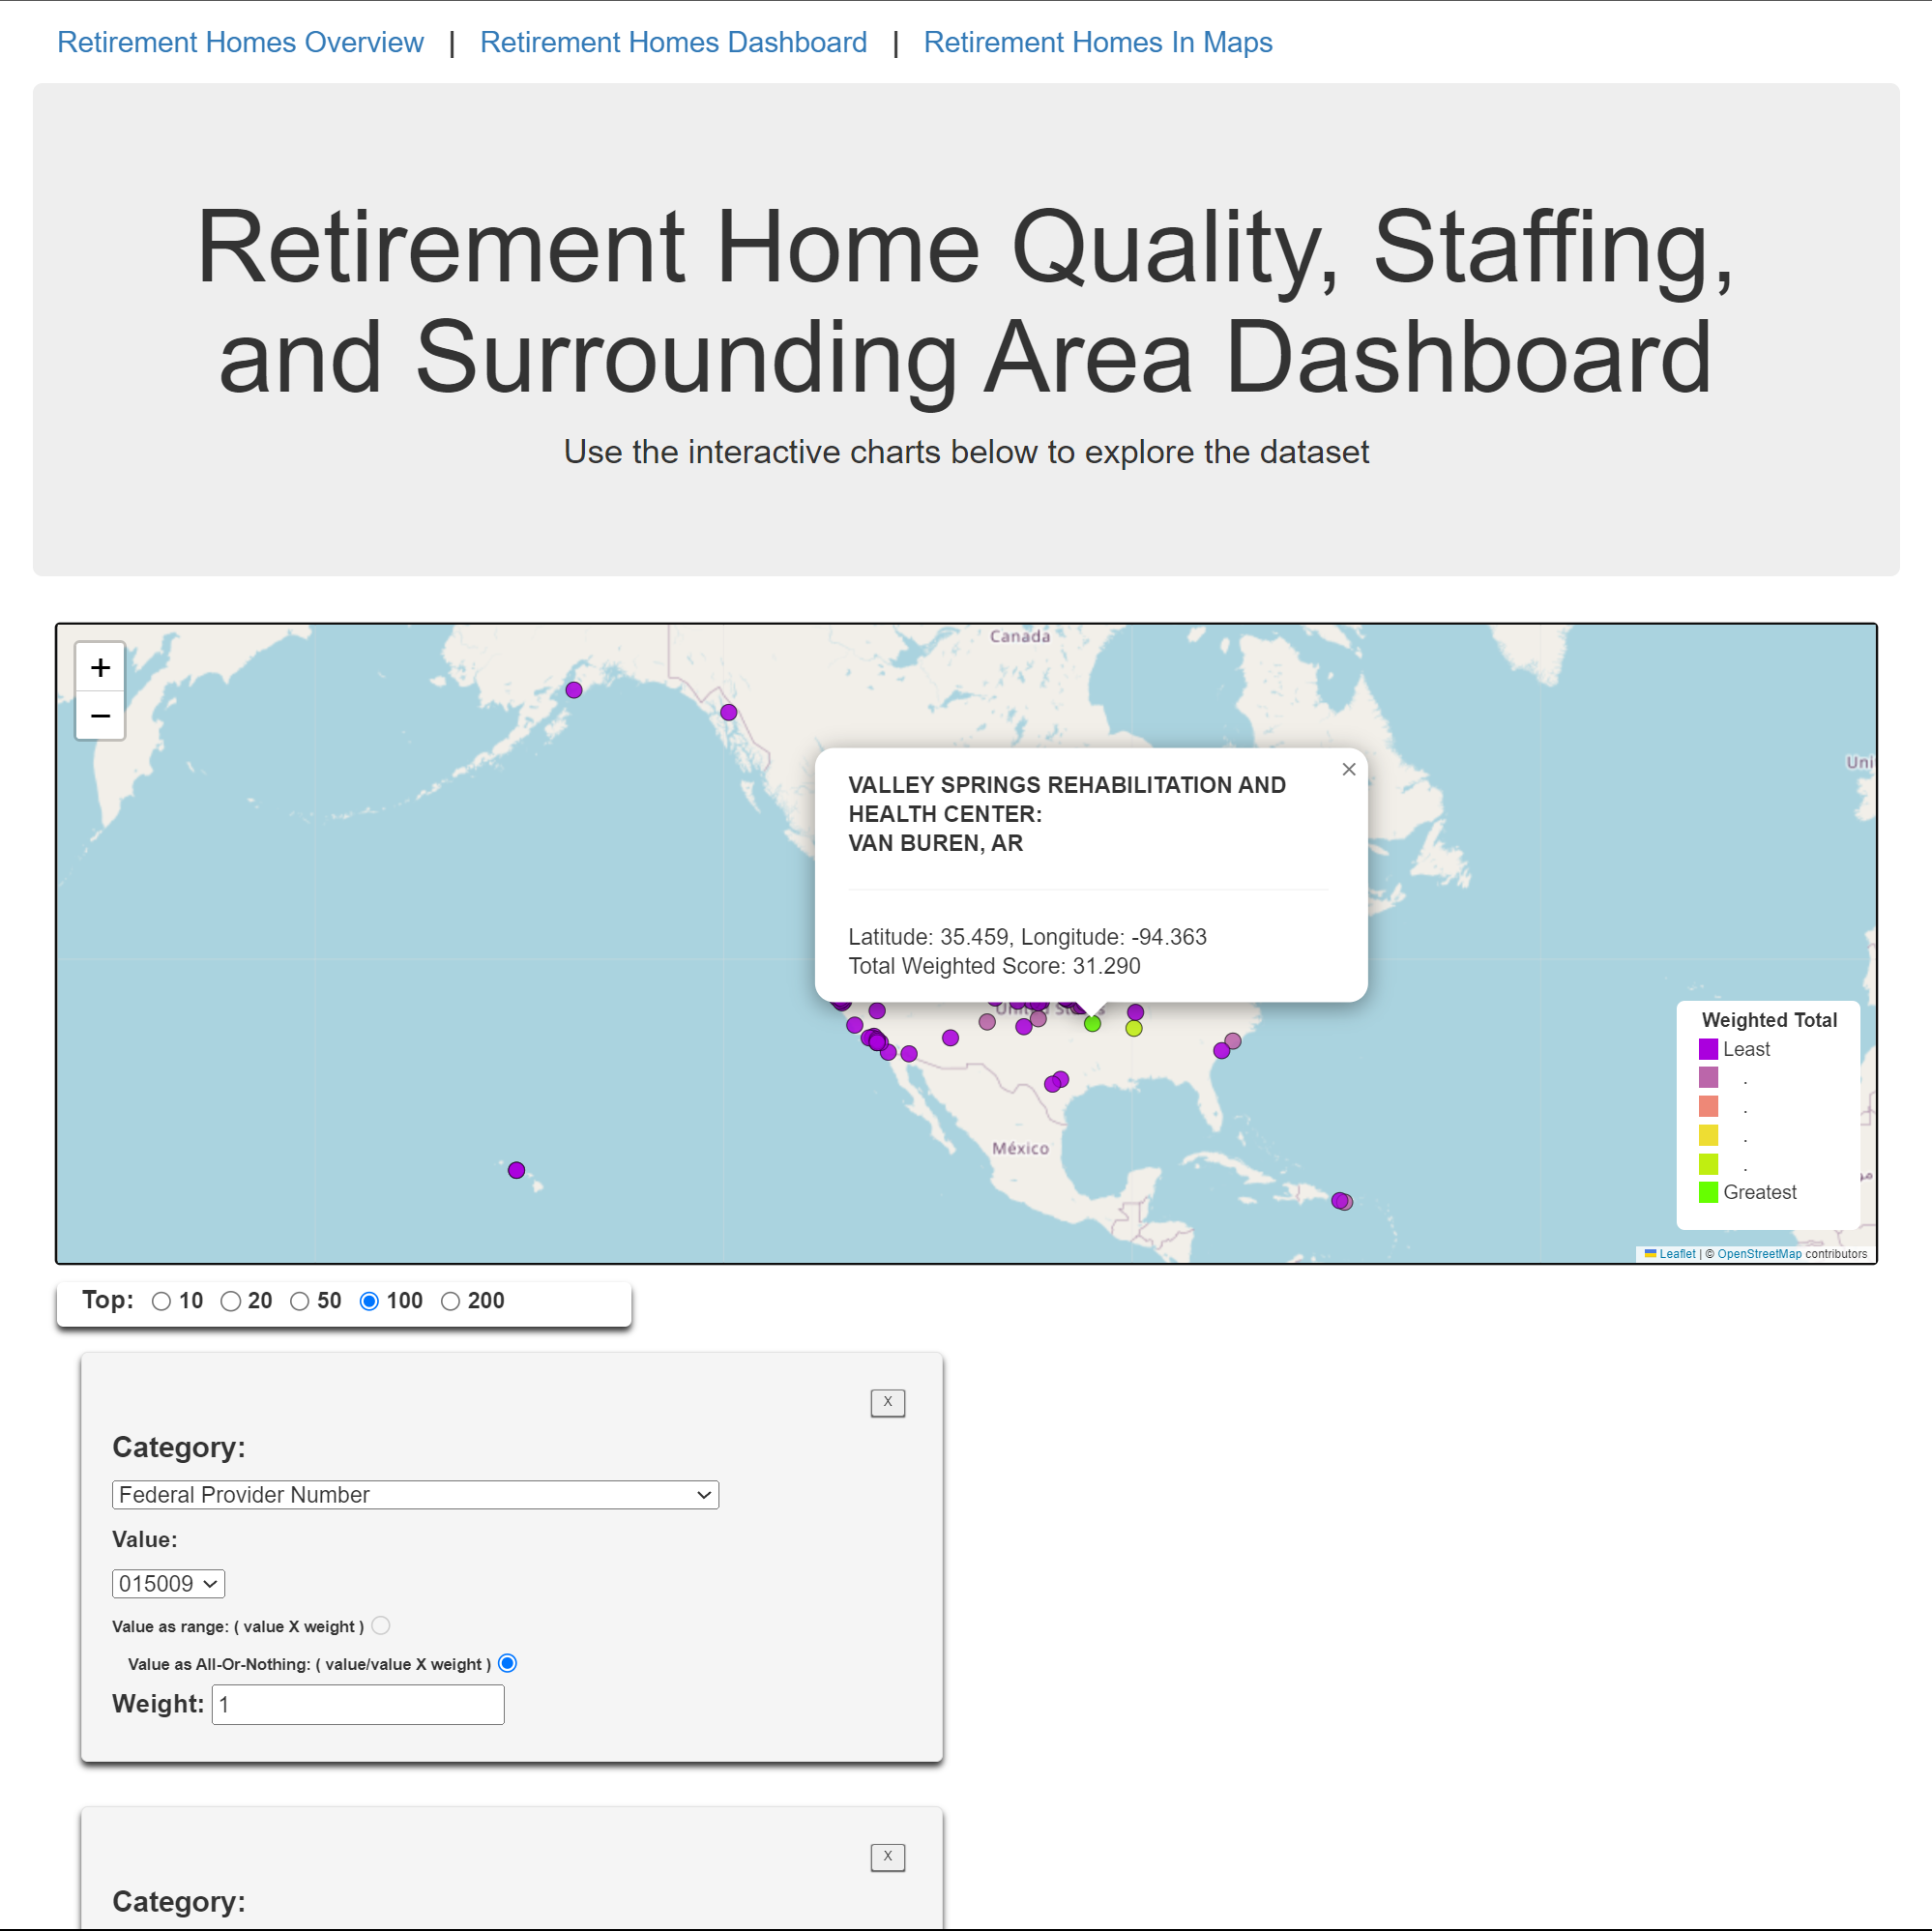 Retirement Homes Overview | Retirement Homes Dashboard | Retirement Homes In Maps
Retirement Home Quality, Staffing,
and Surrounding Area Dashboard
Use the interactive charts below to explore the dataset
+
−
Canada
×
VALLEY SPRINGS REHABILITATION AND
HEALTH CENTER:
VAN BUREN, AR
Latitude: 35.459, Longitude: -94.363
Total Weighted Score: 31.290
México
Weighted Total
Least
.
.
.
.
Greatest
Leaflet | © OpenStreetMap contributors
Top: 10 20 50 100 200
X
Category:
Federal Provider Number
Value:
015009
Value as range: ( value X weight )
Value as All-Or-Nothing: ( value/value X weight )
Weight: 1
X
Category: